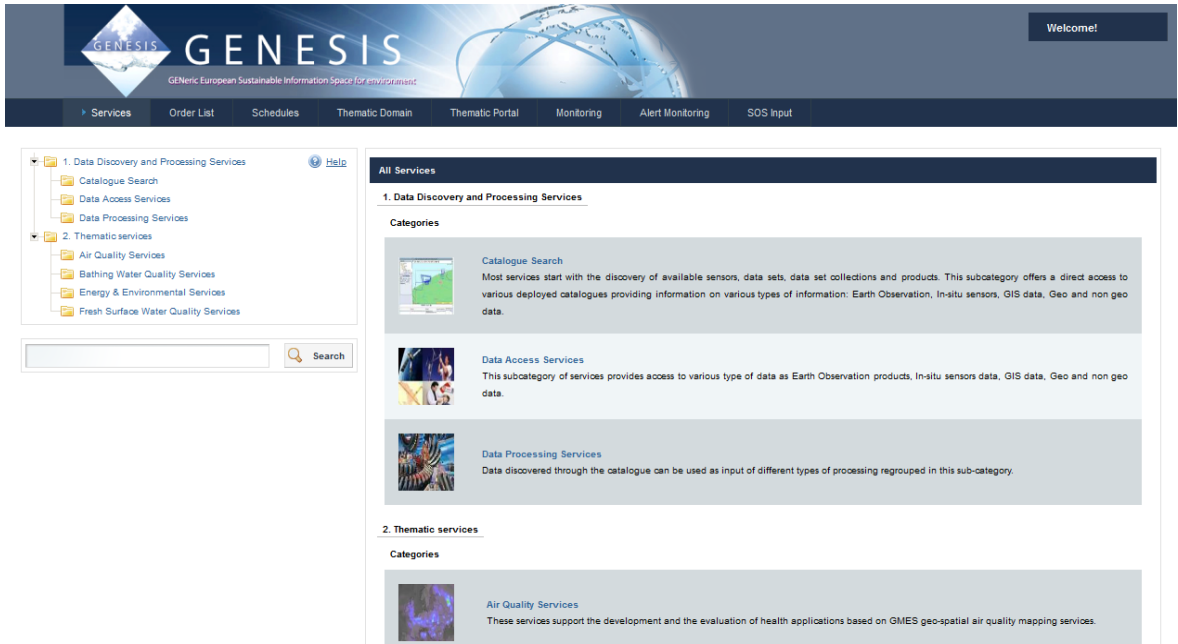 GENESIS
GENESIS
GENeric European Sustainable Information Space for environment
Welcome!
Services Order List Schedules Thematic Domain Thematic Portal Monitoring Alert Monitoring SOS Input
1. Data Discovery and Processing Services
Help
Catalogue Search
Data Access Services
Data Processing Services
2. Thematic services
Air Quality Services
Bathing Water Quality Services
Energy & Environmental Services
Fresh Surface Water Quality Services
Search
All Services
1. Data Discovery and Processing Services
Categories
Catalogue Search
Most services start with the discovery of available sensors, data sets, data set collections and products. This subcategory offers a direct access to
various deployed catalogues providing information on various types of information: Earth Observation, In-situ sensors, GIS data, Geo and non geo
data.
Data Access Services
This subcategory of services provides access to various type of data as Earth Observation products, In-situ sensors data, GIS data, Geo and non geo
data.
Data Processing Services
Data discovered through the catalogue can be used as input of different types of processing regrouped in this sub-category.
2. Thematic services
Categories
Air Quality Services
These services support the development and the evaluation of health applications based on GMES geo-spatial air quality mapping services.